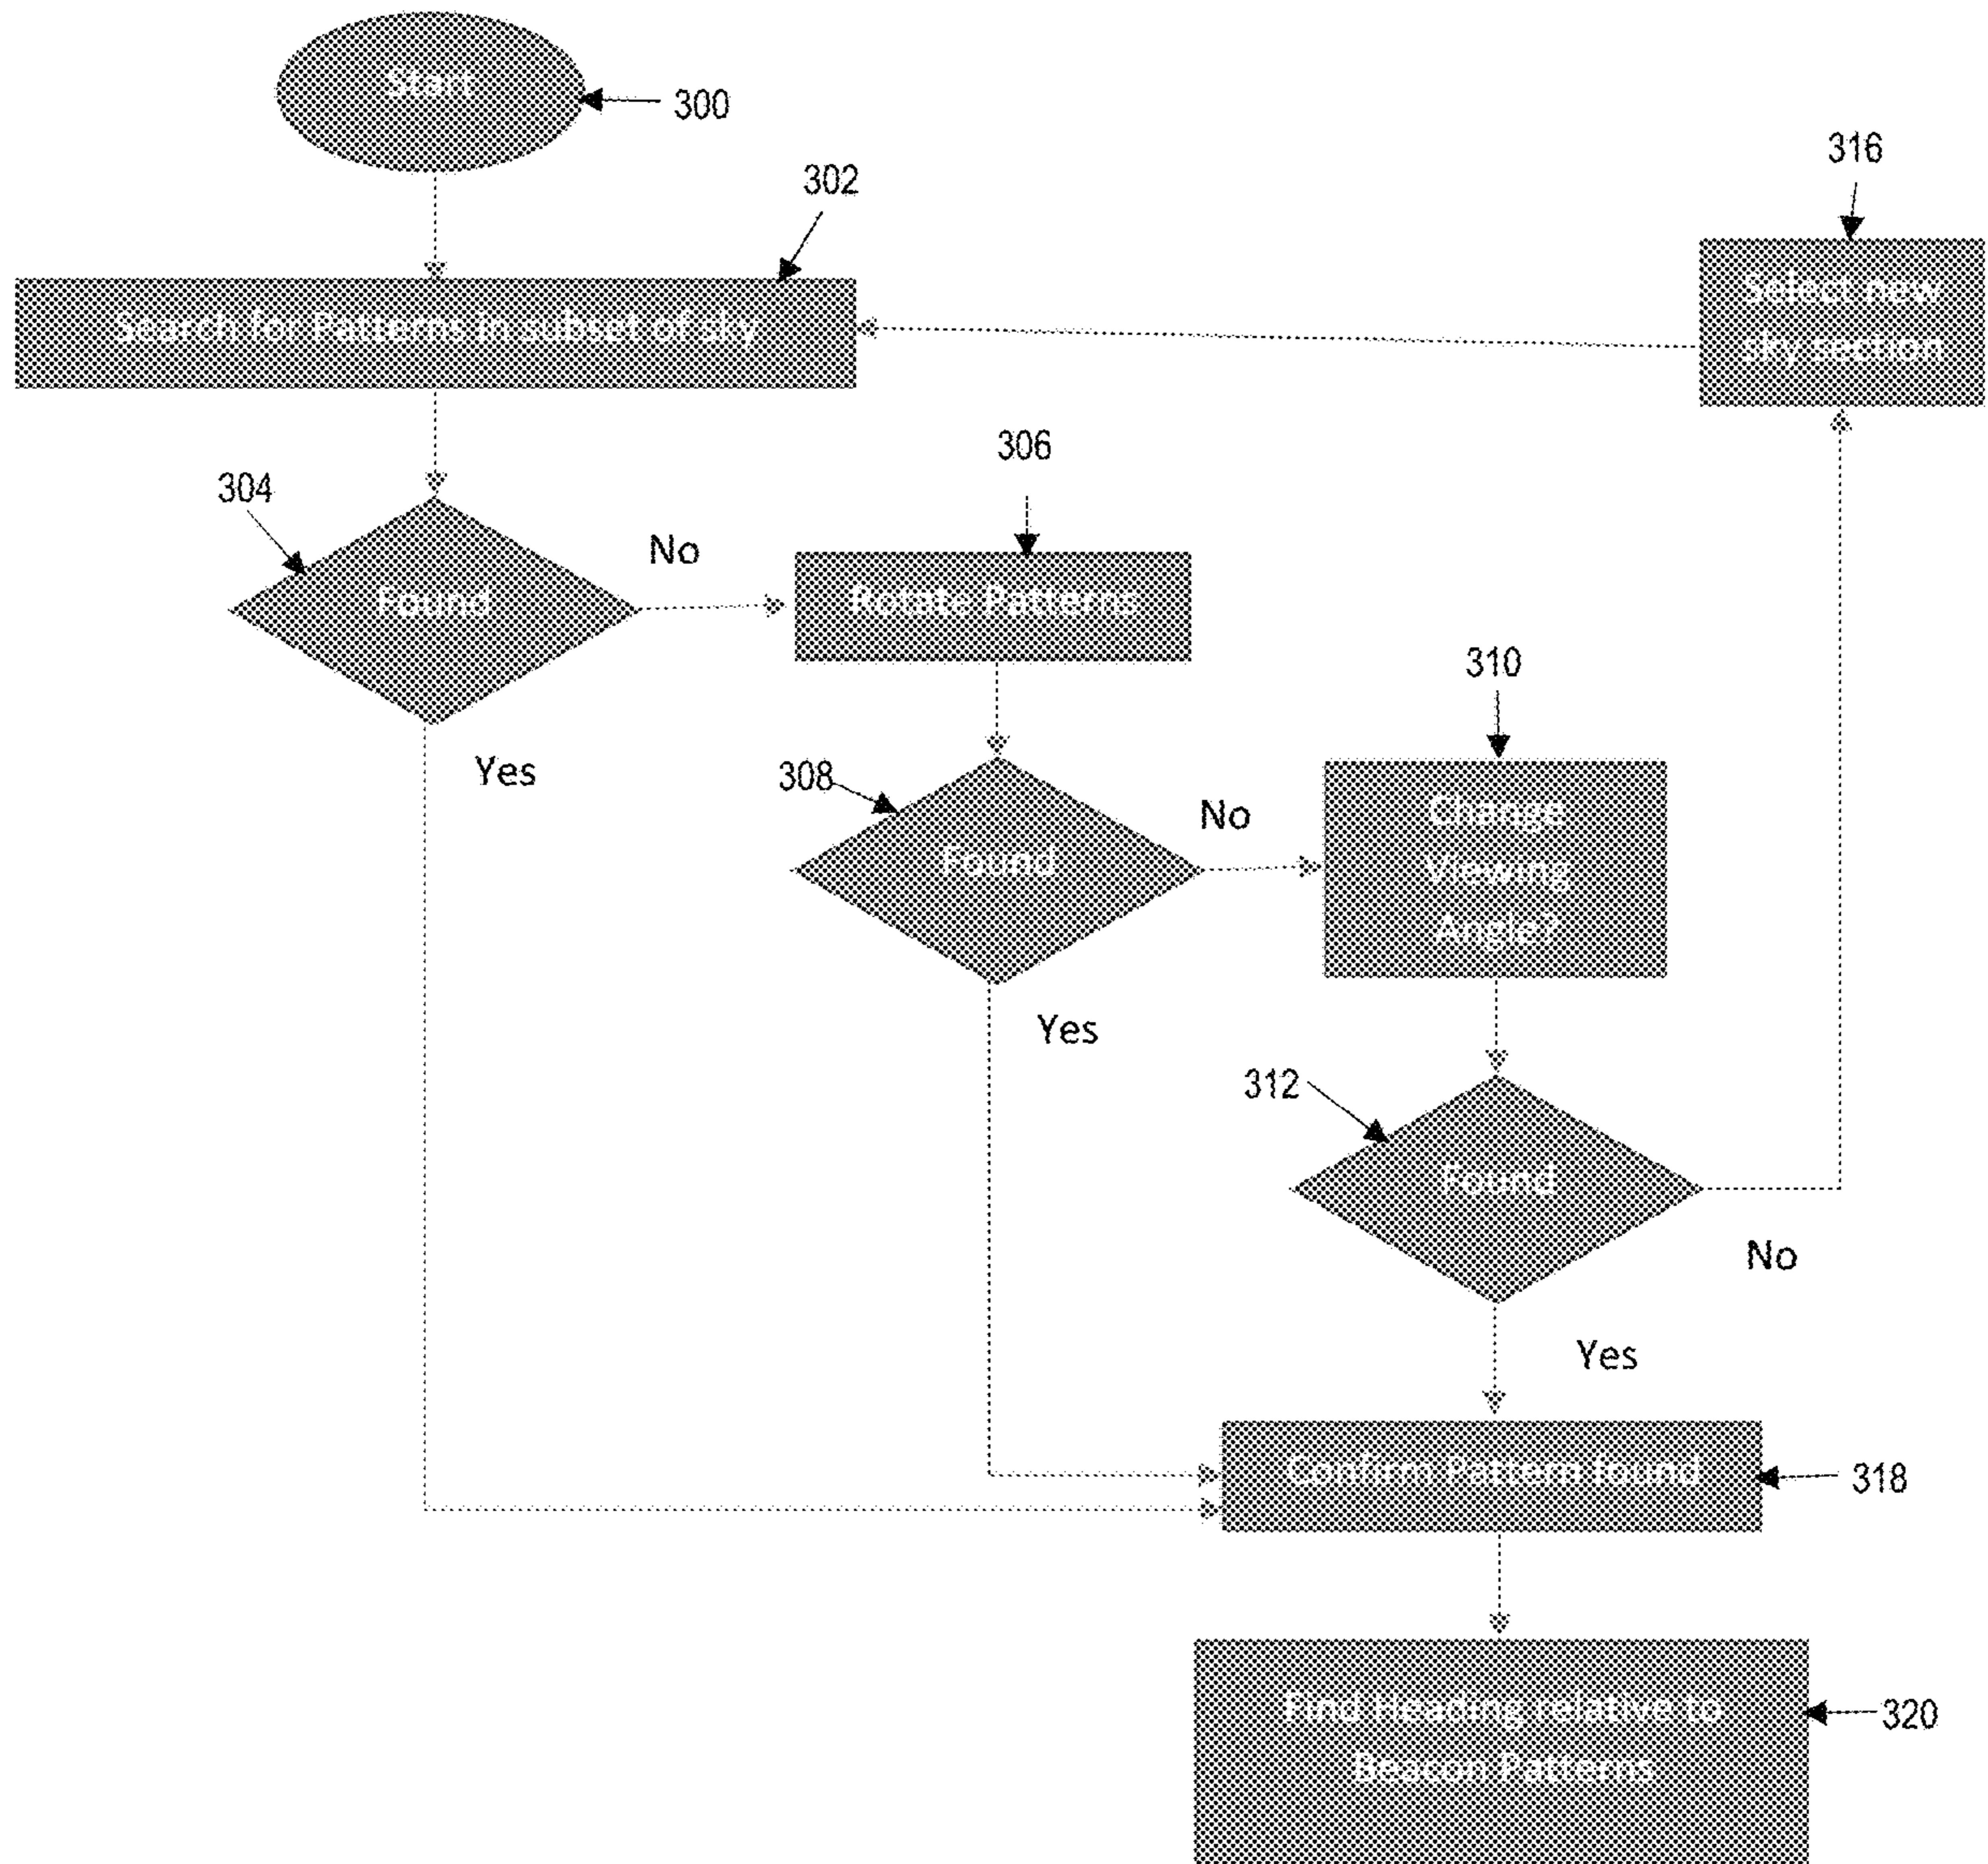 Start
300
302
316
Search for Patterns in subset of sky
Select new
sky section
306
304
No
Found
Rotate Patterns
310
Yes
308
No
Change
Viewing
Angle?
Found
Yes
312
Found
No
Yes
Confirm Pattern found
318
Find Heading relative to
Beacon Patterns
320